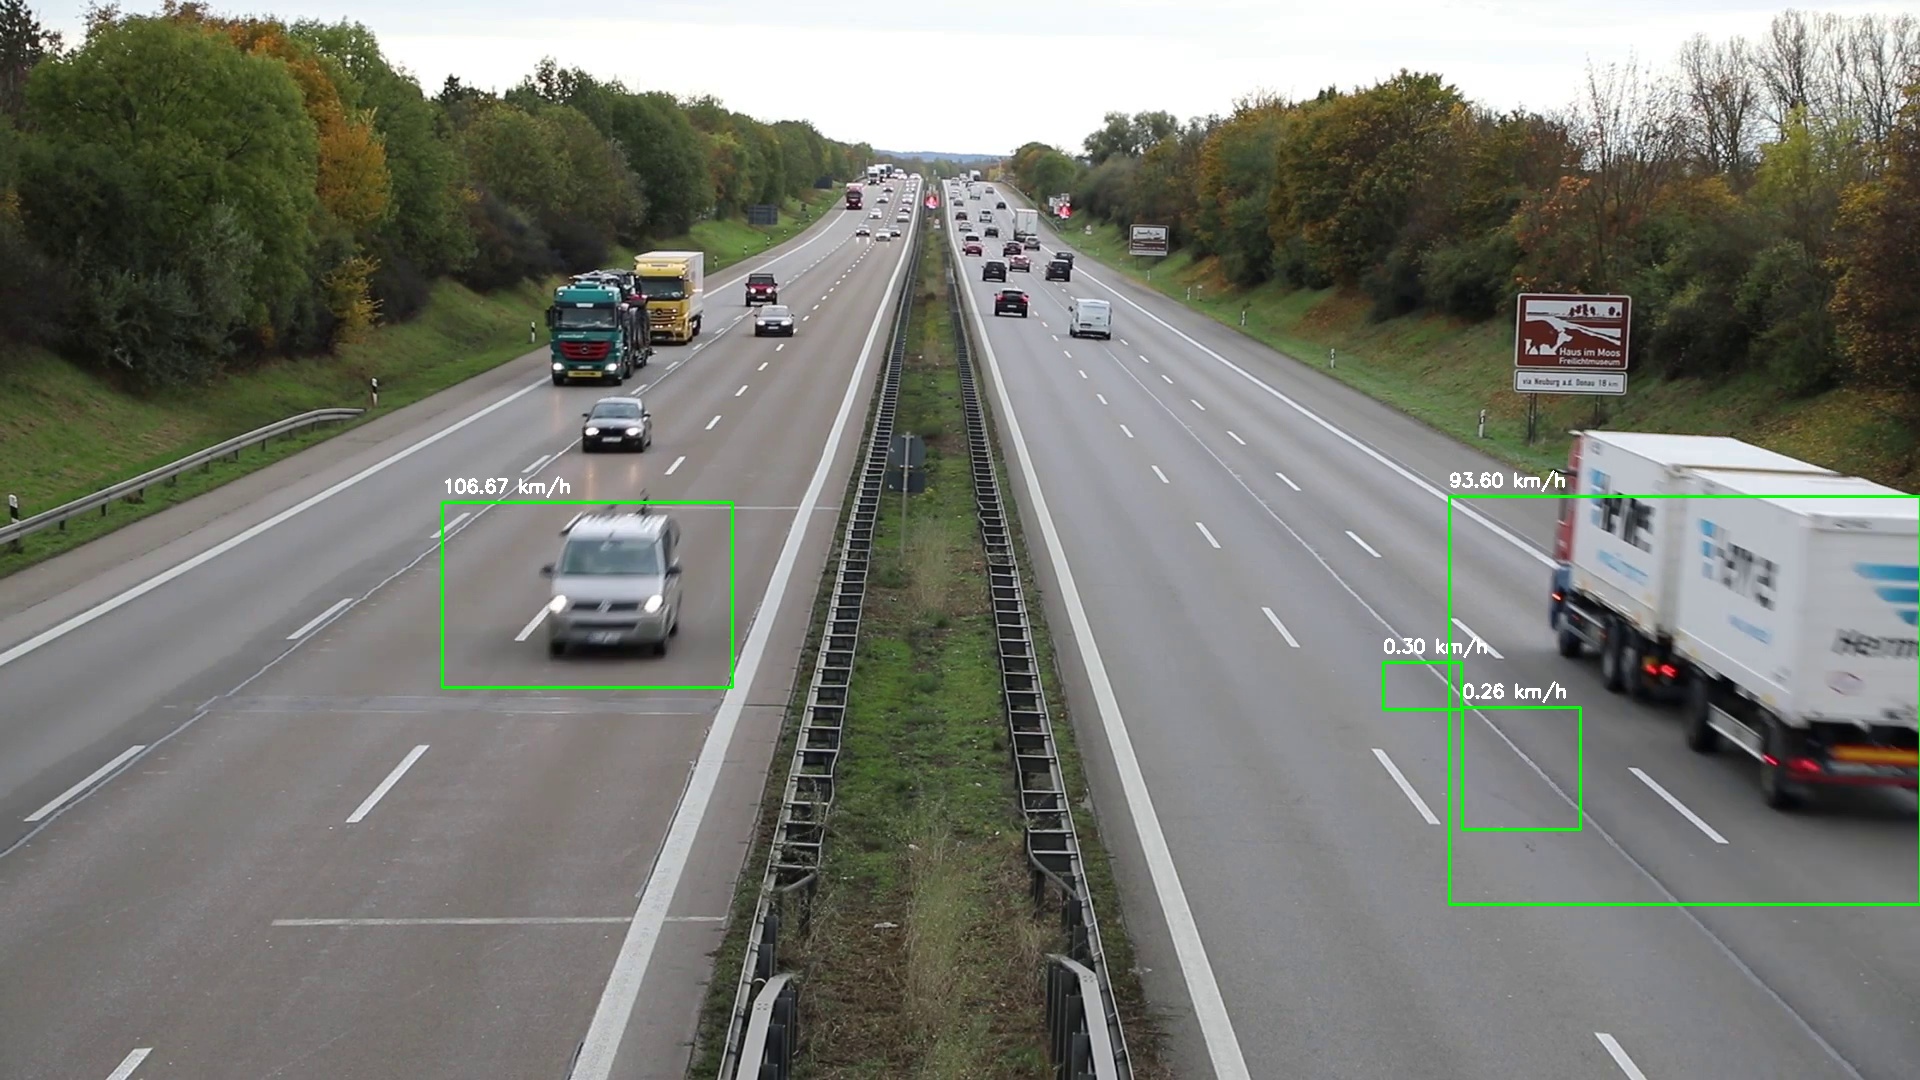 Haus im Moos
Freilichtmuseum
via Neuburg a.d. Donau 18 km
93.60 km/h
106.67 km/h
0.30 km/h
0.26 km/h
Herm